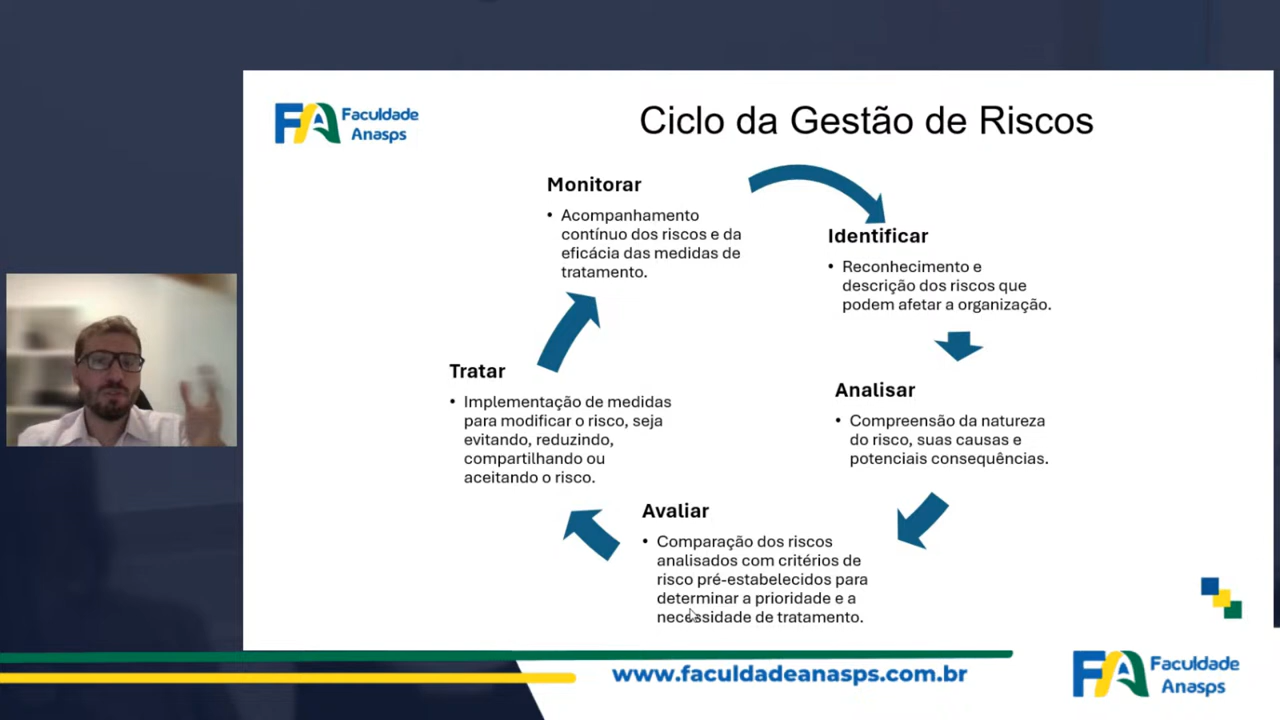 FA Faculdade
Anasps
Ciclo da Gestão de Riscos
Monitorar
• Acompanhamento
contínuo dos riscos e da
eficácia das medidas de
tratamento.
Identificar
• Reconhecimento e
descrição dos riscos que
podem afetar a organização.
Analisar
• Compreensão da natureza
do risco, suas causas e
potenciais consequências.
Avaliar
• Comparação dos riscos
analisados com critérios de
risco pré-estabelecidos para
determinar a prioridade e a
necessidade de tratamento.
Tratar
• Implementação de medidas
para modificar o risco, seja
evitando, reduzindo,
compartilhando ou
aceitando o risco.
www.faculdadeanasps.com.br
FA Faculdade
Anasps